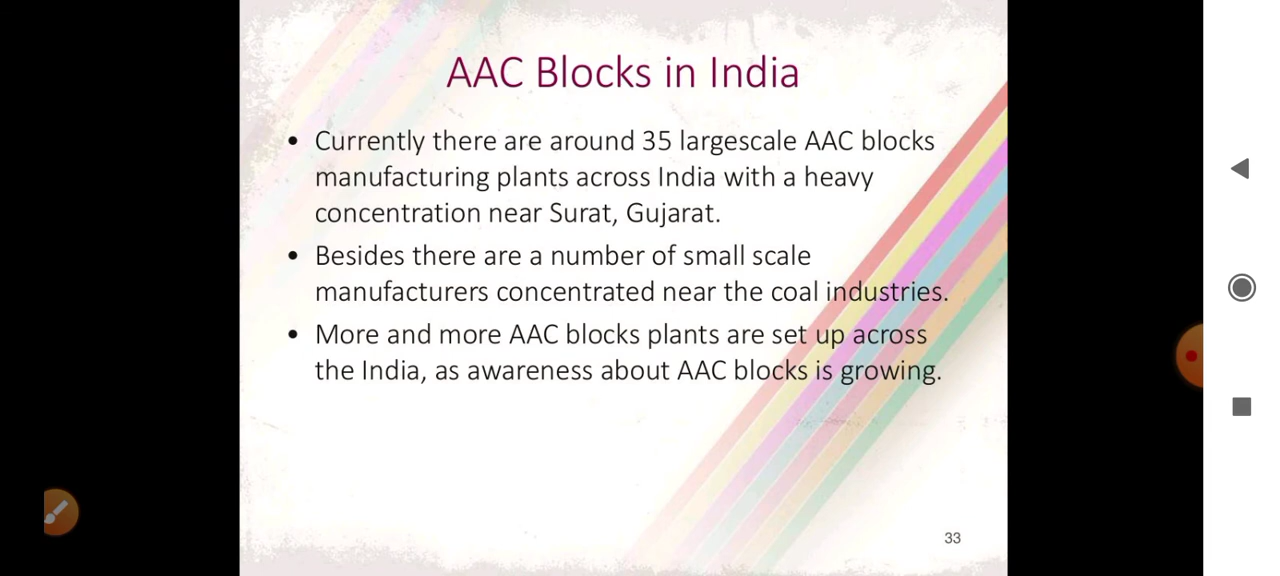 AAC Blocks in India
• Currently there are around 35 largescale AAC blocks
manufacturing plants across India with a heavy
concentration near Surat, Gujarat.
• Besides there are a number of small scale
manufacturers concentrated near the coal industries.
• More and more AAC blocks plants are set up across
the India, as awareness about AAC blocks is growing.
33